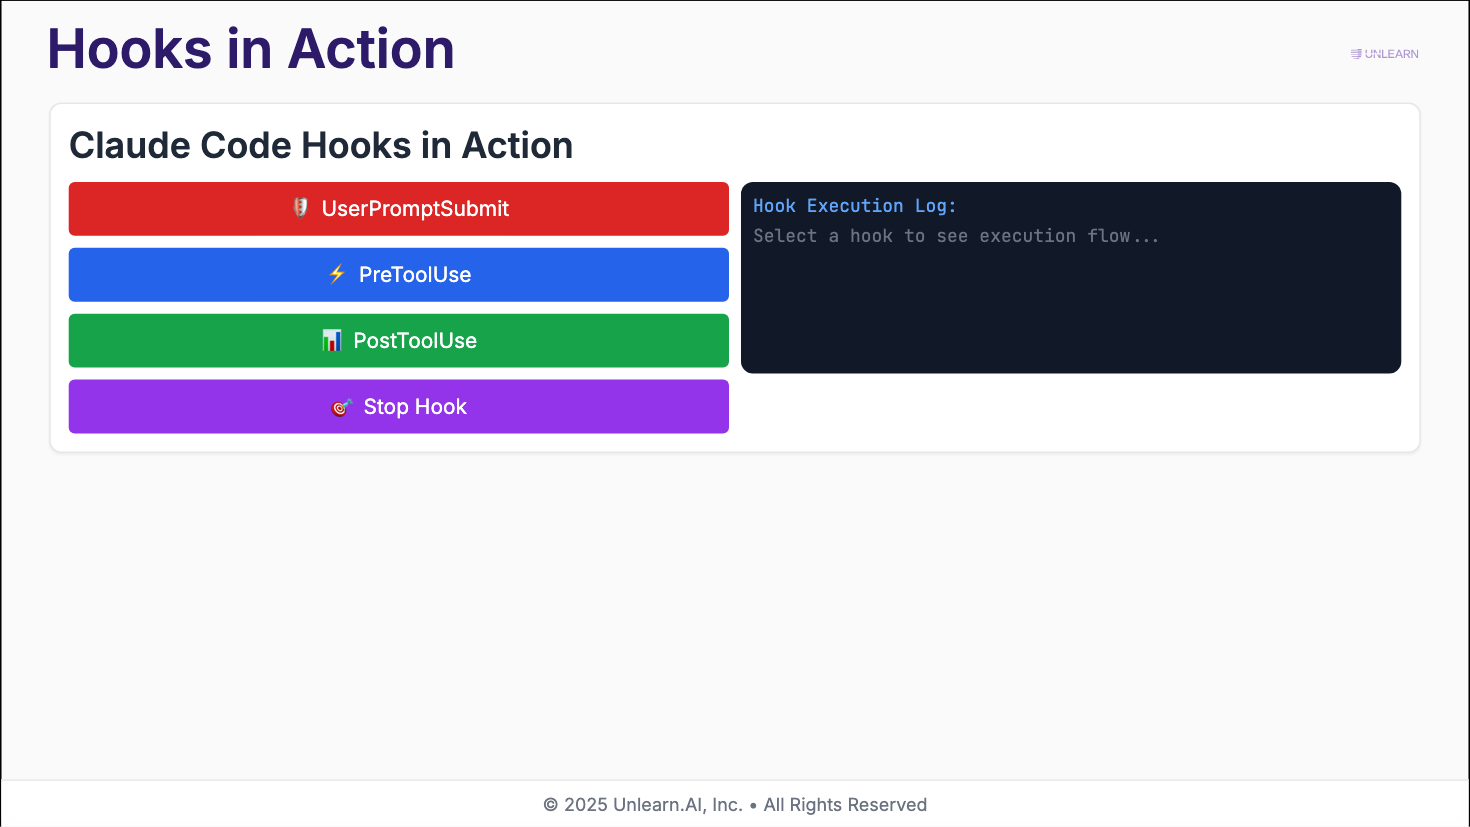 Hooks in Action
UNLEARN
Claude Code Hooks in Action
UserPromptSubmit
PreToolUse
PostToolUse
Stop Hook
Hook Execution Log:
Select a hook to see execution flow...
© 2025 Unlearn.AI, Inc. • All Rights Reserved